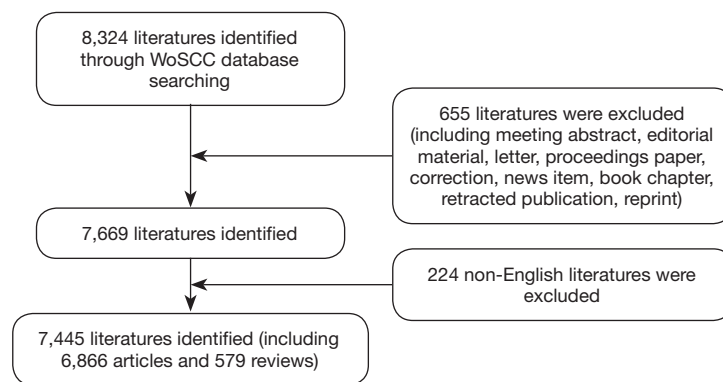 8,324 literatures identified
through WoSCC database
searching
655 literatures were excluded
(including meeting abstract, editorial
material, letter, proceedings paper,
correction, news item, book chapter,
retracted publication, reprint)
7,669 literatures identified
224 non-English literatures were
excluded
7,445 literatures identified (including
6,866 articles and 579 reviews)